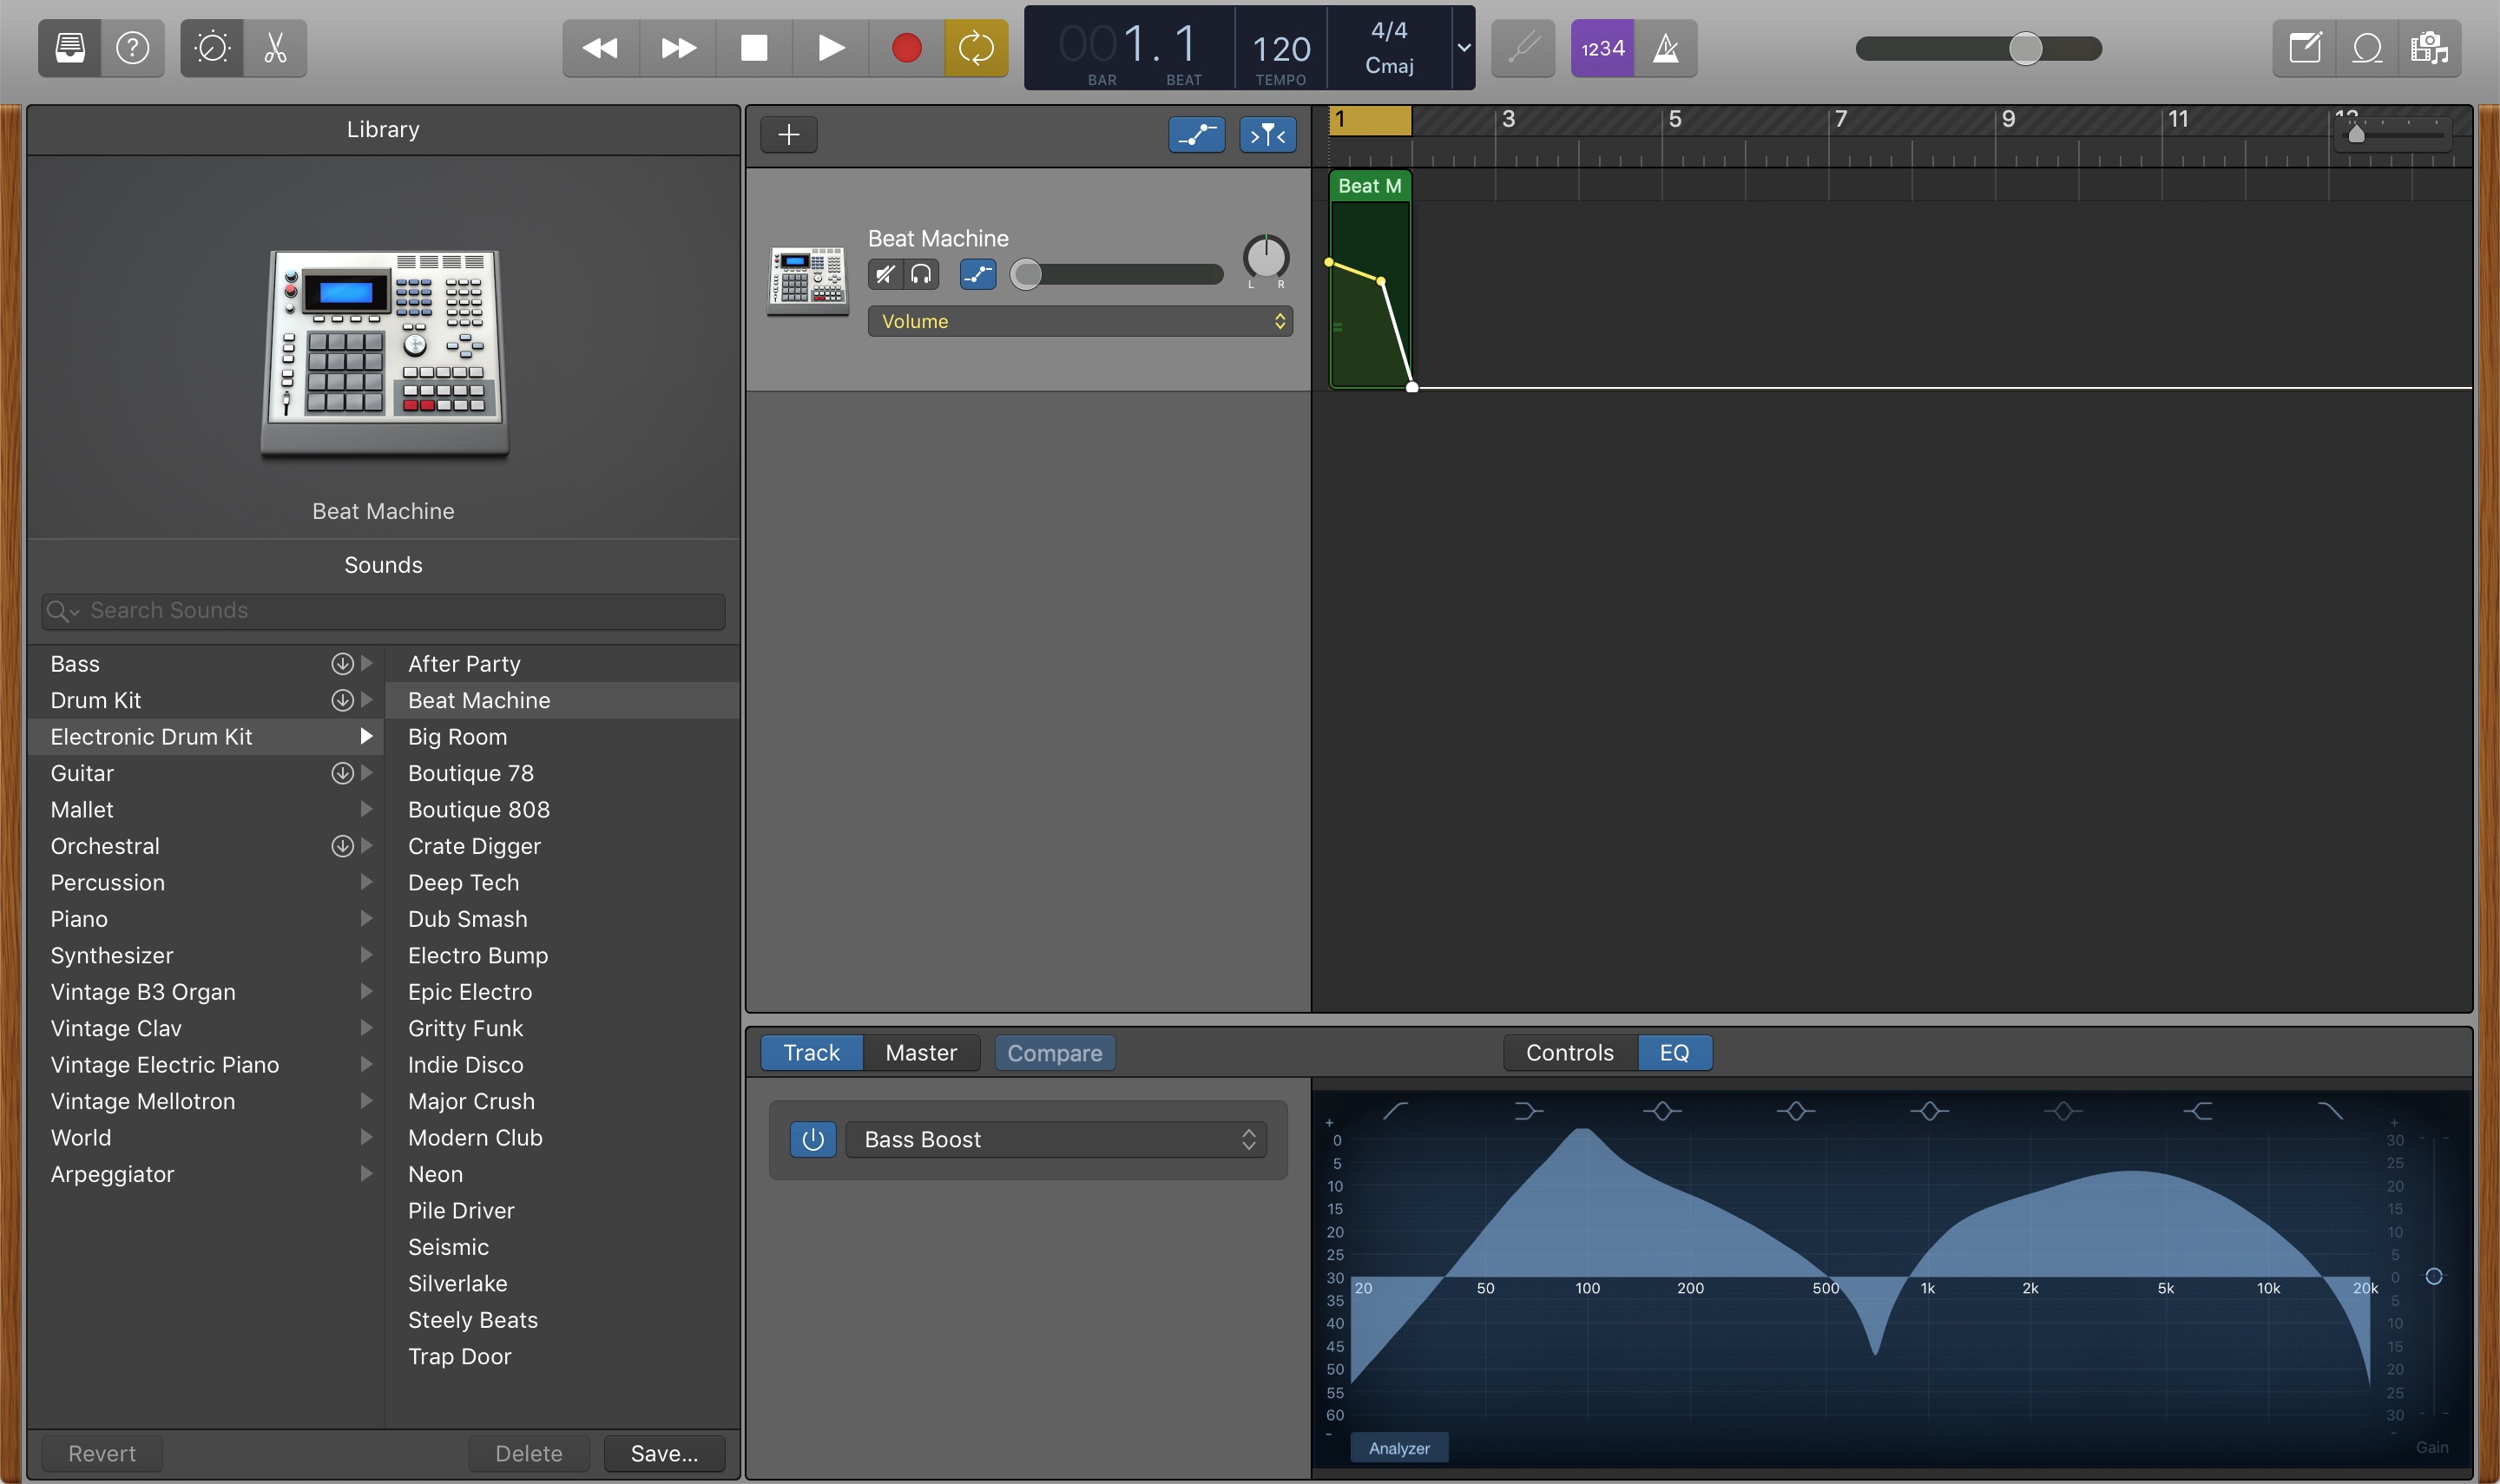 001.1
BAR BEAT
120
TEMPO
4/4
Cmaj
1234
Library
Beat Machine
Sounds
Search Sounds
Bass
Drum Kit
Electronic Drum Kit
Guitar
Mallet
Orchestral
Percussion
Piano
Synthesizer
Vintage B3 Organ
Vintage Clav
Vintage Electric Piano
Vintage Mellotron
World
Arpeggiator
After Party
Beat Machine
Big Room
Boutique 78
Boutique 808
Crate Digger
Deep Tech
Dub Smash
Electro Bump
Epic Electro
Gritty Funk
Indie Disco
Major Crush
Modern Club
Neon
Pile Driver
Seismic
Silverlake
Steely Beats
Trap Door
Revert Delete Save...
1 3 5 7 9 11
Beat Machine
L R
Volume
Beat M
Track Master Compare
Controls EQ
Bass Boost
+
0
5
10
15
20
25
30
35
40
45
50
55
60
-
20 50 100 200 500 1k 2k 5k 10k 20k
+
30
25
20
15
10
5
0
5
10
15
20
25
30
-
Analyzer
Gain